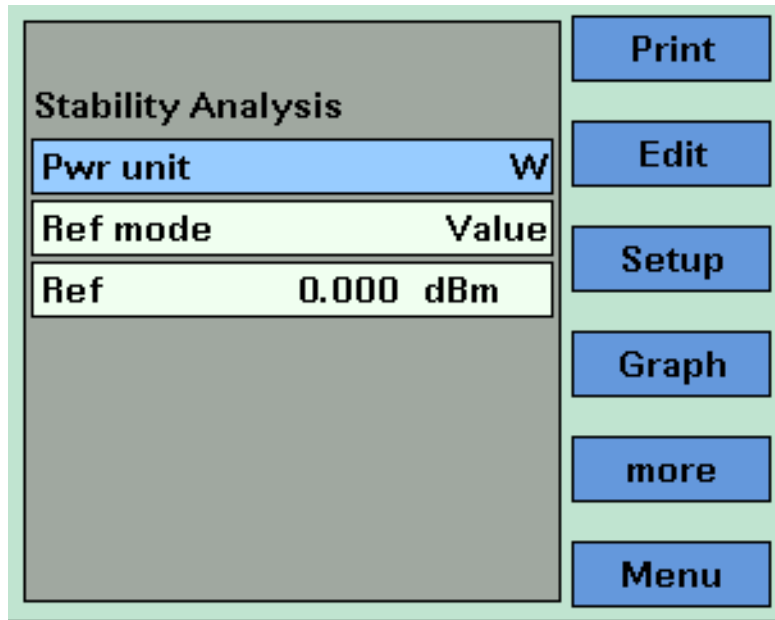 Stability Analysis
Pwr unit W
Ref mode Value
Ref 0.000 dBm
Print
Edit
Setup
Graph
more
Menu